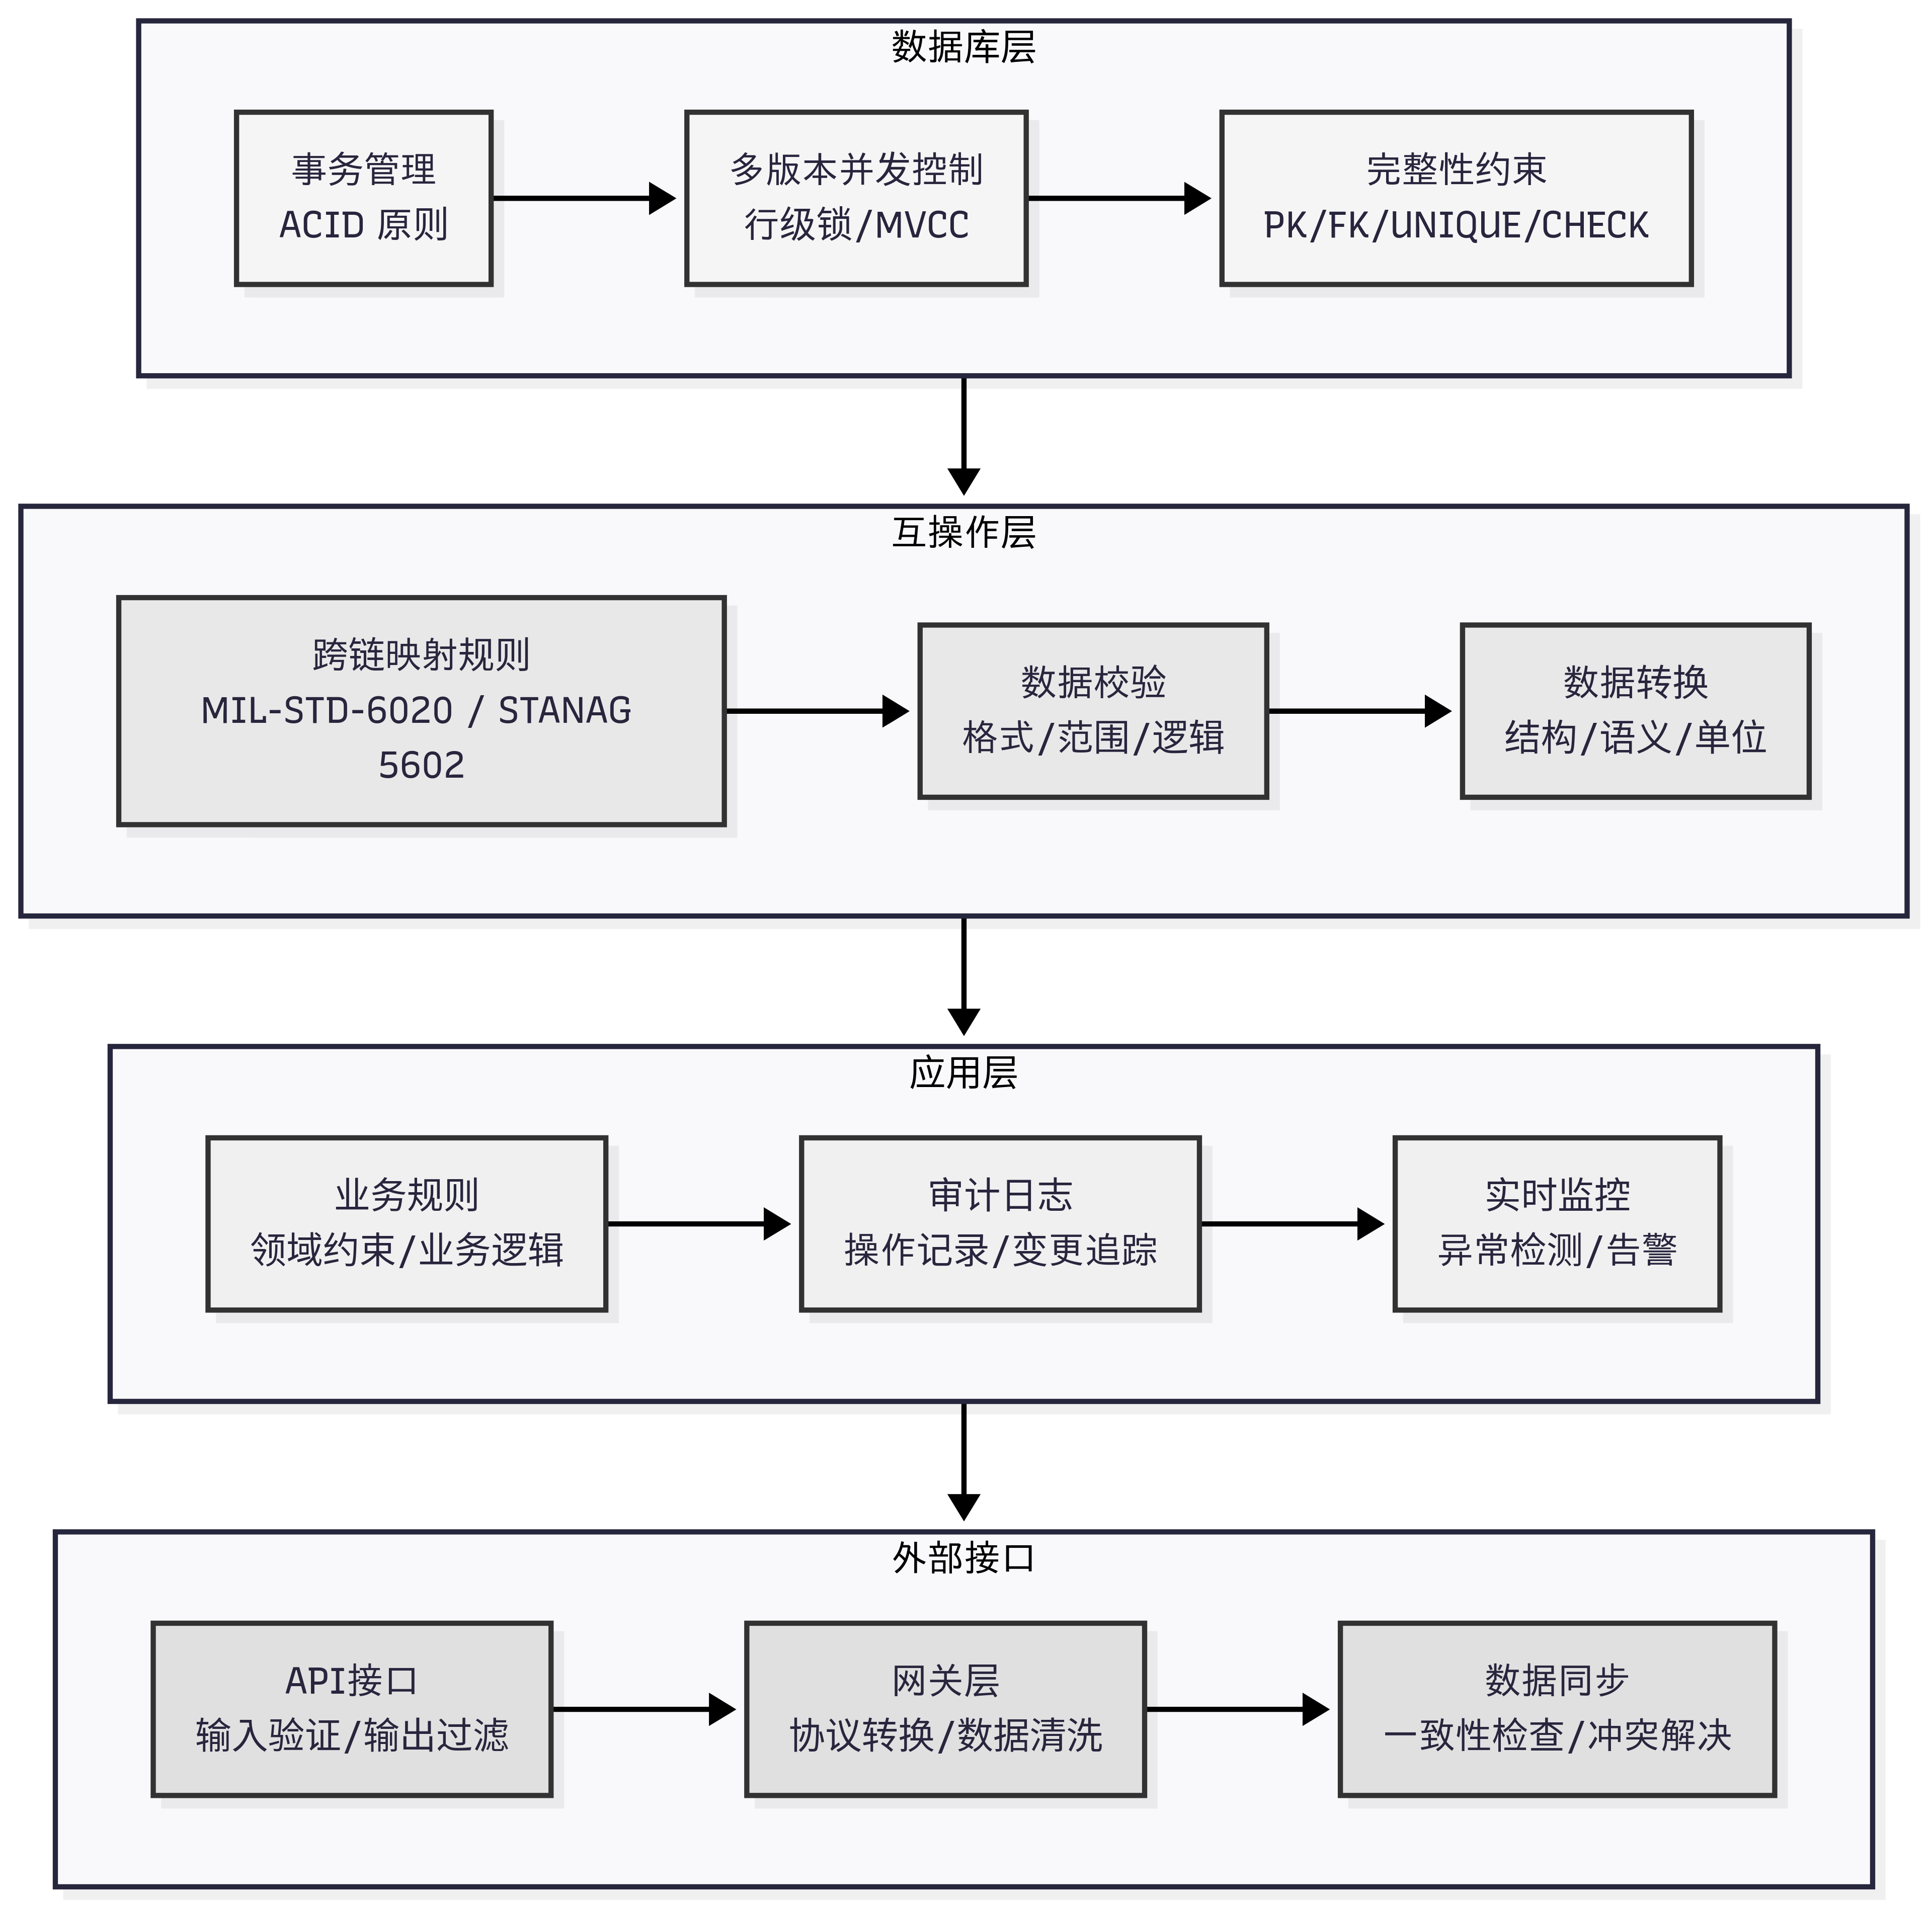 数据库层
事务管理
ACID 原则
多版本并发控制
行级锁/MVCC
完整性约束
PK/FK/UNIQUE/CHECK
互操作层
跨链映射规则
MIL-STD-6020 / STANAG
5602
数据校验
格式/范围/逻辑
数据转换
结构/语义/单位
应用层
业务规则
领域约束/业务逻辑
审计日志
操作记录/变更追踪
实时监控
异常检测/告警
外部接口
API接口
输入验证/输出过滤
网关层
协议转换/数据清洗
数据同步
一致性检查/冲突解决